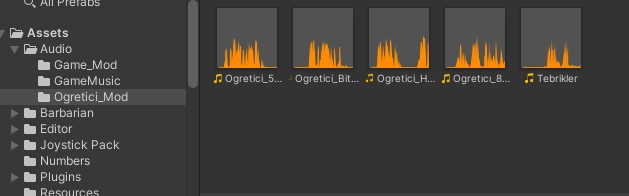 All Prefabs
Assets
Audio
Game_Mod
GameMusic
Ogretici_Mod
Barbarian
Editor
Joystick Pack
Numbers
Plugins
Resources
Ogretici_5...
Ogretici_Bit...
Ogretici_H...
Ogretici_8...
Tebrikler